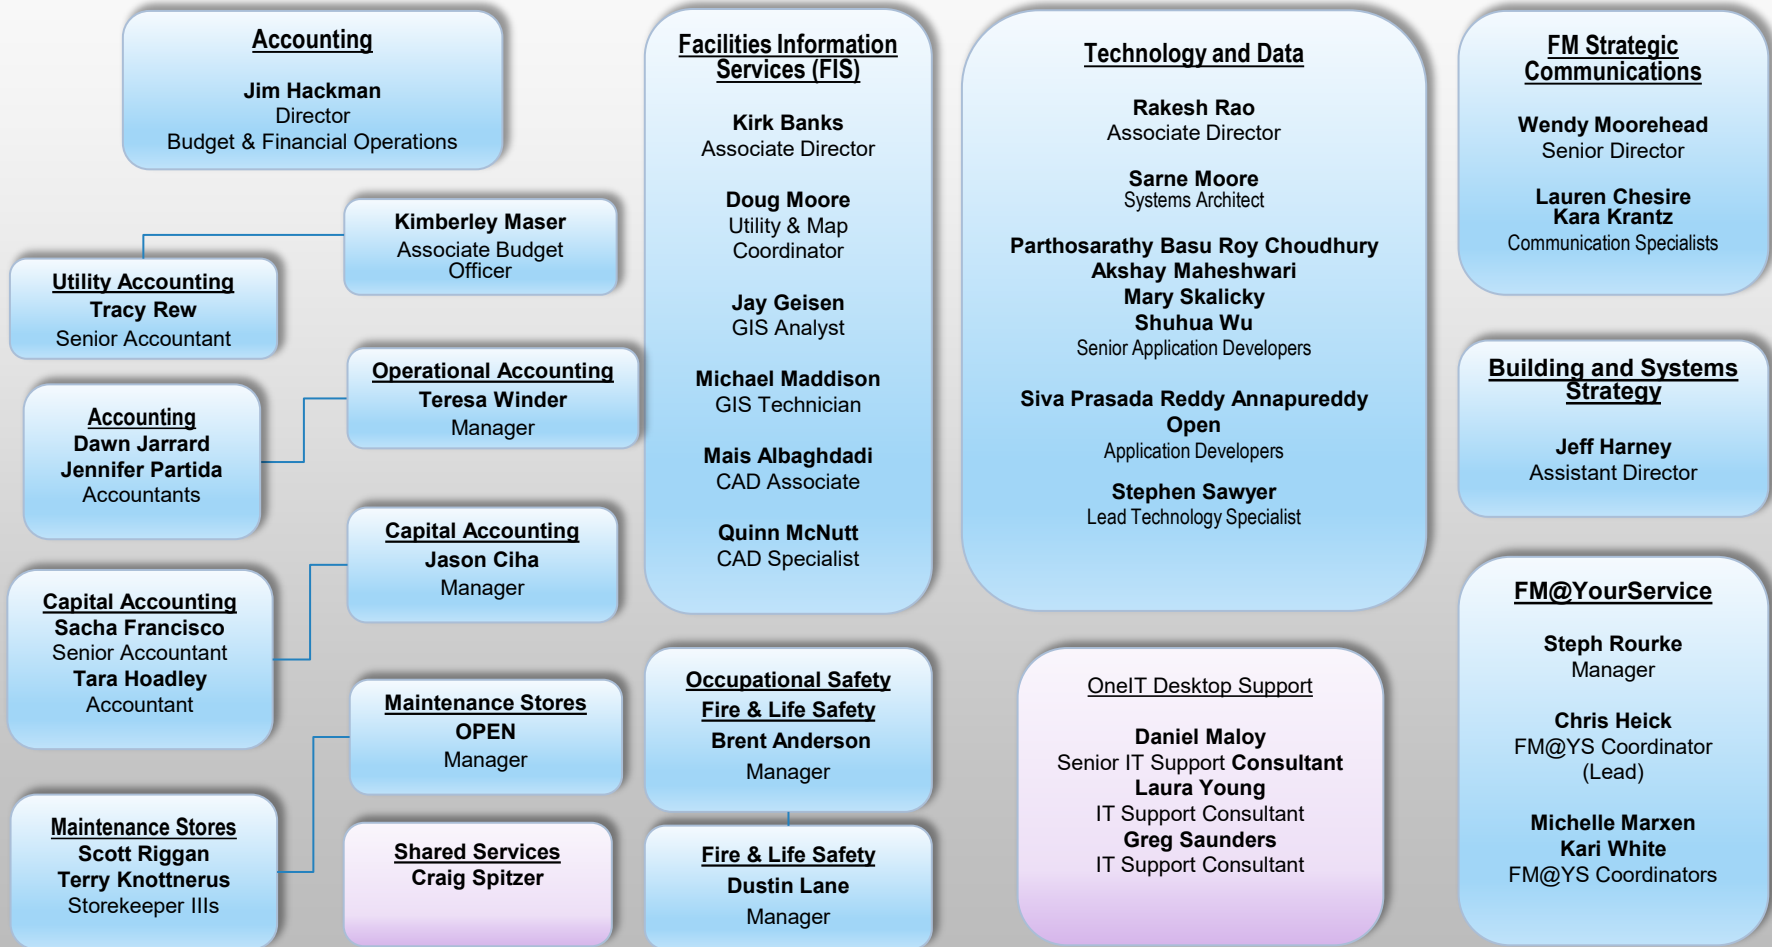 Accounting
Jim Hackman
Director
Budget & Financial Operations
Kimberley Maser
Associate Budget
Officer
Utility Accounting
Tracy Rew
Senior Accountant
Operational Accounting
Teresa Winder
Manager
Accounting
Dawn Jarrard
Jennifer Partida
Accountants
Capital Accounting
Jason Ciha
Manager
Capital Accounting
Sacha Francisco
Senior Accountant
Tara Hoadley
Accountant
Maintenance Stores
OPEN
Manager
Maintenance Stores
Scott Riggan
Terry Knottnerus
Storekeeper IIIs
Shared Services
Craig Spitzer
Facilities Information
Services (FIS)
Kirk Banks
Associate Director
Doug Moore
Utility & Map
Coordinator
Jay Geisen
GIS Analyst
Michael Maddison
GIS Technician
Mais Albaghdadi
CAD Associate
Quinn McNutt
CAD Specialist
Occupational Safety
Fire & Life Safety
Brent Anderson
Manager
Fire & Life Safety
Dustin Lane
Manager
Technology and Data
Rakesh Rao
Associate Director
Sarne Moore
Systems Architect
Parthosarathy Basu Roy Choudhury
Akshay Maheshwari
Mary Skalicky
Shuhua Wu
Senior Application Developers
Siva Prasada Reddy Annapureddy
Open
Application Developers
Stephen Sawyer
Lead Technology Specialist
OneIT Desktop Support
Daniel Maloy
Senior IT Support Consultant
Laura Young
IT Support Consultant
Greg Saunders
IT Support Consultant
FM Strategic
Communications
Wendy Moorehead
Senior Director
Lauren Chesire
Kara Krantz
Communication Specialists
Building and Systems
Strategy
Jeff Harney
Assistant Director
FM@YourService
Steph Rourke
Manager
Chris Heick
FM@YS Coordinator
(Lead)
Michelle Marxen
Kari White
FM@YS Coordinators